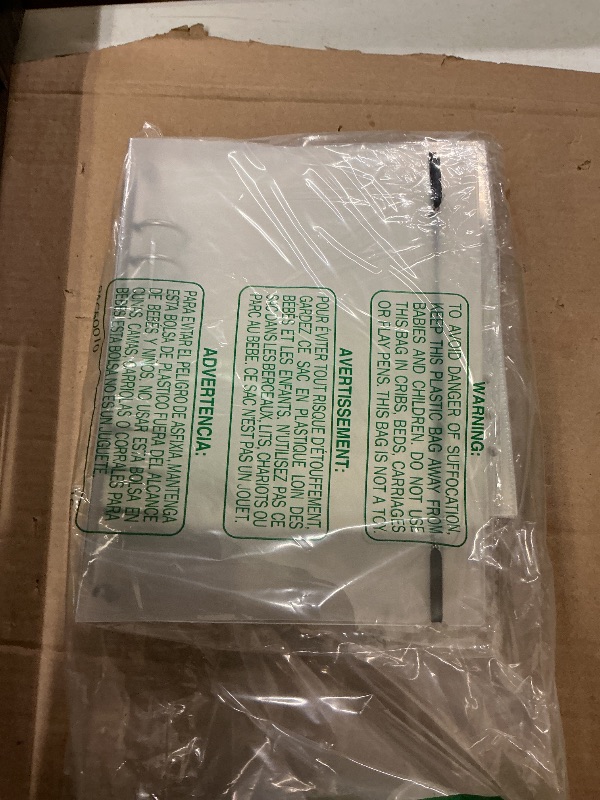 WARNING:
TO AVOID DANGER OF SUFFOCATION,
KEEP THIS PLASTIC BAG AWAY FROM
BABIES AND CHILDREN. DO NOT USE
THIS BAG IN CRIBS, BEDS, CARRIAGES
OR PLAY PENS. THIS BAG IS NOT A TOY
AVERTISSEMENT:
POUR ÉVITER TOUT RISQUE D'ÉTOUFFEMENT,
GARDEZ CE SAC EN PLASTIQUE LOIN DES
BÉBÉS ET LES ENFANTS. N'UTILISEZ PAS CE
SAC DANS LES BERCEAUX, LITS, CHARIOTS OU
PARC AU BÉBÉ. CE SAC N'EST PAS UN JOUET.
ADVERTENCIA:
PARA EVITAR EL PELIGRO DE ASFIXIA, MANTENGA
ESTA BOLSA DE PLASTICO FUERA DEL ALCANCE
DE BEBES Y NIÑOS. NO USAR ESTA BOLSA EN
CUNAS, CAMAS, CARRIOLAS O CORRALES PARA
BEBES. ESTA BOLSA NO ES UN JUGUETE.